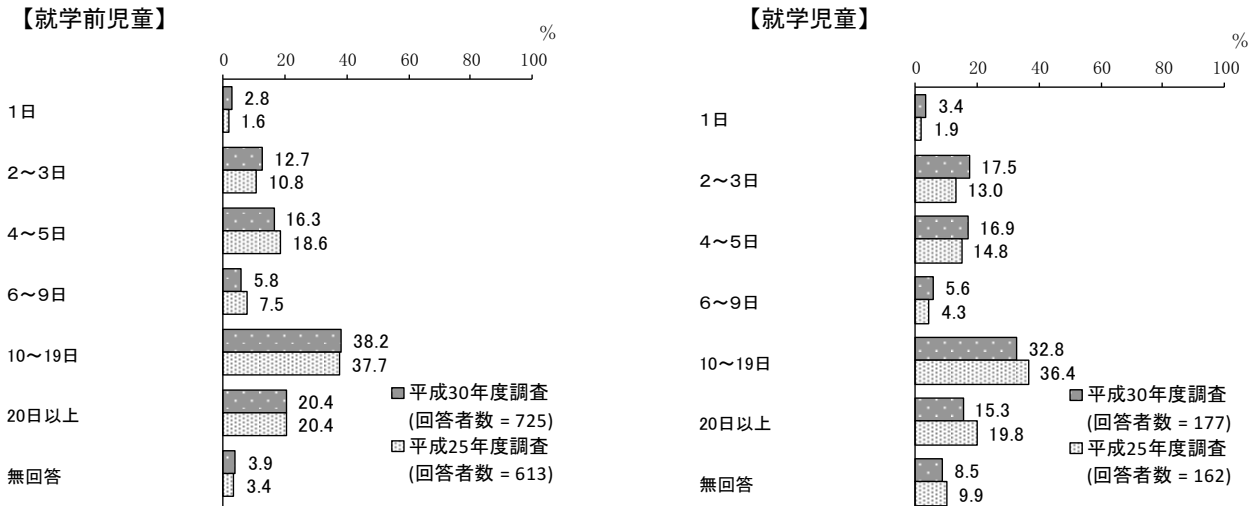 【就学前児童】
%
0 20 40 60 80 100
1日
2.8
1.6
2～3日
12.7
10.8
4～5日
16.3
18.6
6～9日
5.8
7.5
10～19日
38.2
37.7
20日以上
20.4
20.4
無回答
3.9
3.4
平成30年度調査
(回答者数 = 725)
平成25年度調査
(回答者数 = 613)
【就学児童】
%
0 20 40 60 80 100
1日
3.4
1.9
2～3日
17.5
13.0
4～5日
16.9
14.8
6～9日
5.6
4.3
10～19日
32.8
36.4
20日以上
15.3
19.8
無回答
8.5
9.9
平成30年度調査
(回答者数 = 177)
平成25年度調査
(回答者数 = 162)